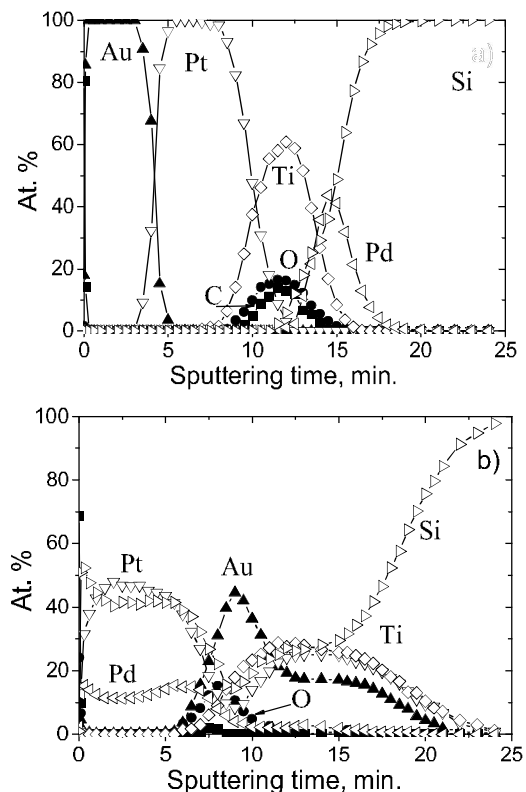 100
80
60
40
20
0
At. %
Au
Pt
a)
Si
Ti
O
C
Pd
0 5 10 15 20 25
Sputtering time, min.
100
80
60
40
20
0
At. %
b)
Si
Pt
Au
Ti
Pd
O
0 5 10 15 20 25
Sputtering time, min.